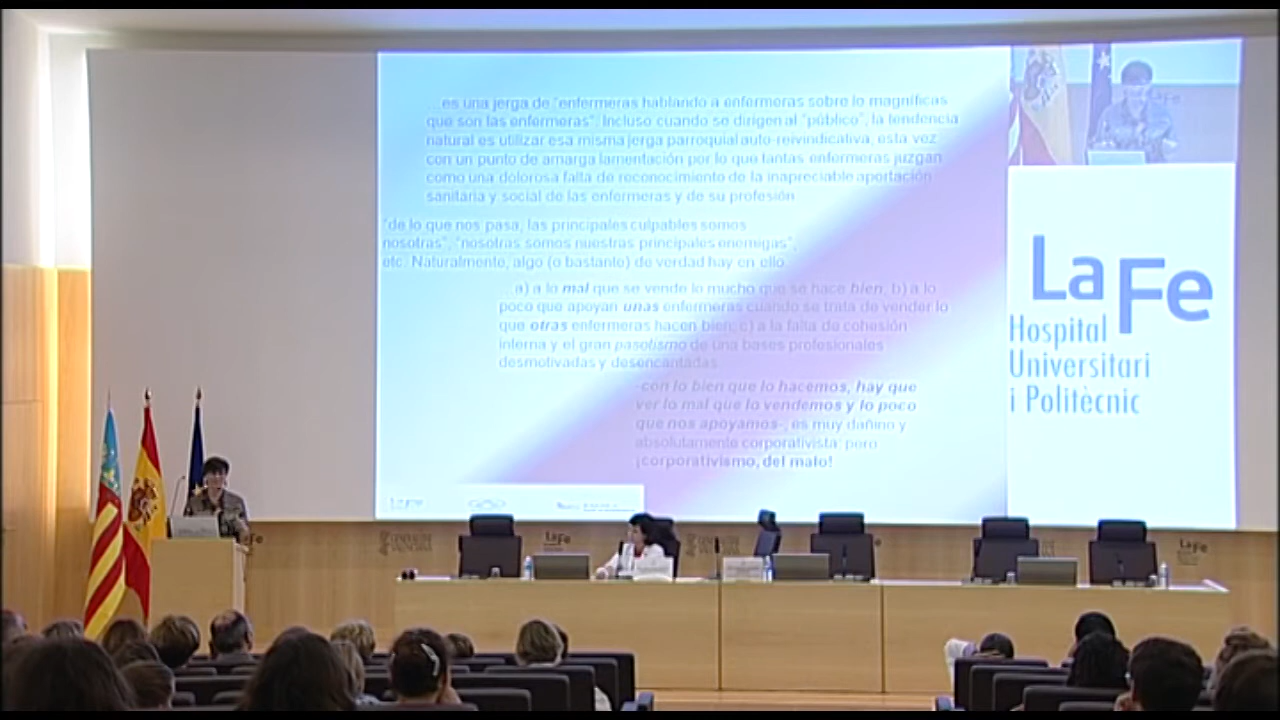 ...es una jerga de "enfermeras hablando a enfermeras sobre lo magníficas
que son las enfermeras". Incluso cuando se dirigen al "público", la tendencia
natural es utilizar esa misma jerga parroquial auto-reivindicativa, esta vez
con un punto de amarga lamentación por lo que tantas enfermeras juzgan
como una dolorosa falta de reconocimiento de la inapreciable aportación
sanitaria y social de las enfermeras y de su profesión
"de lo que nos pasa, las principales culpables somos
nosotras", "nosotras somos nuestras principales enemigas",
etc. Naturalmente, algo (o bastante) de verdad hay en ello
...a) a lo mal que se vende lo mucho que se hace bien, b) a lo
poco que apoyan unas enfermeras cuando se trata de vender lo
que otras enfermeras hacen bien; c) a la falta de cohesión
interna y el gran pasotismo de una bases profesionales
desmotivadas y desencantadas
-con lo bien que lo hacemos, hay que
ver lo mal que lo vendemos y lo poco
que nos apoyamos-, es muy dañino y
absolutamente corporativista: pero
¡corporativismo, del malo!
La Fe
Hospital
Universitari
i Politècnic
GENERALITAT
VALENCIANA
La Fe
La Fe